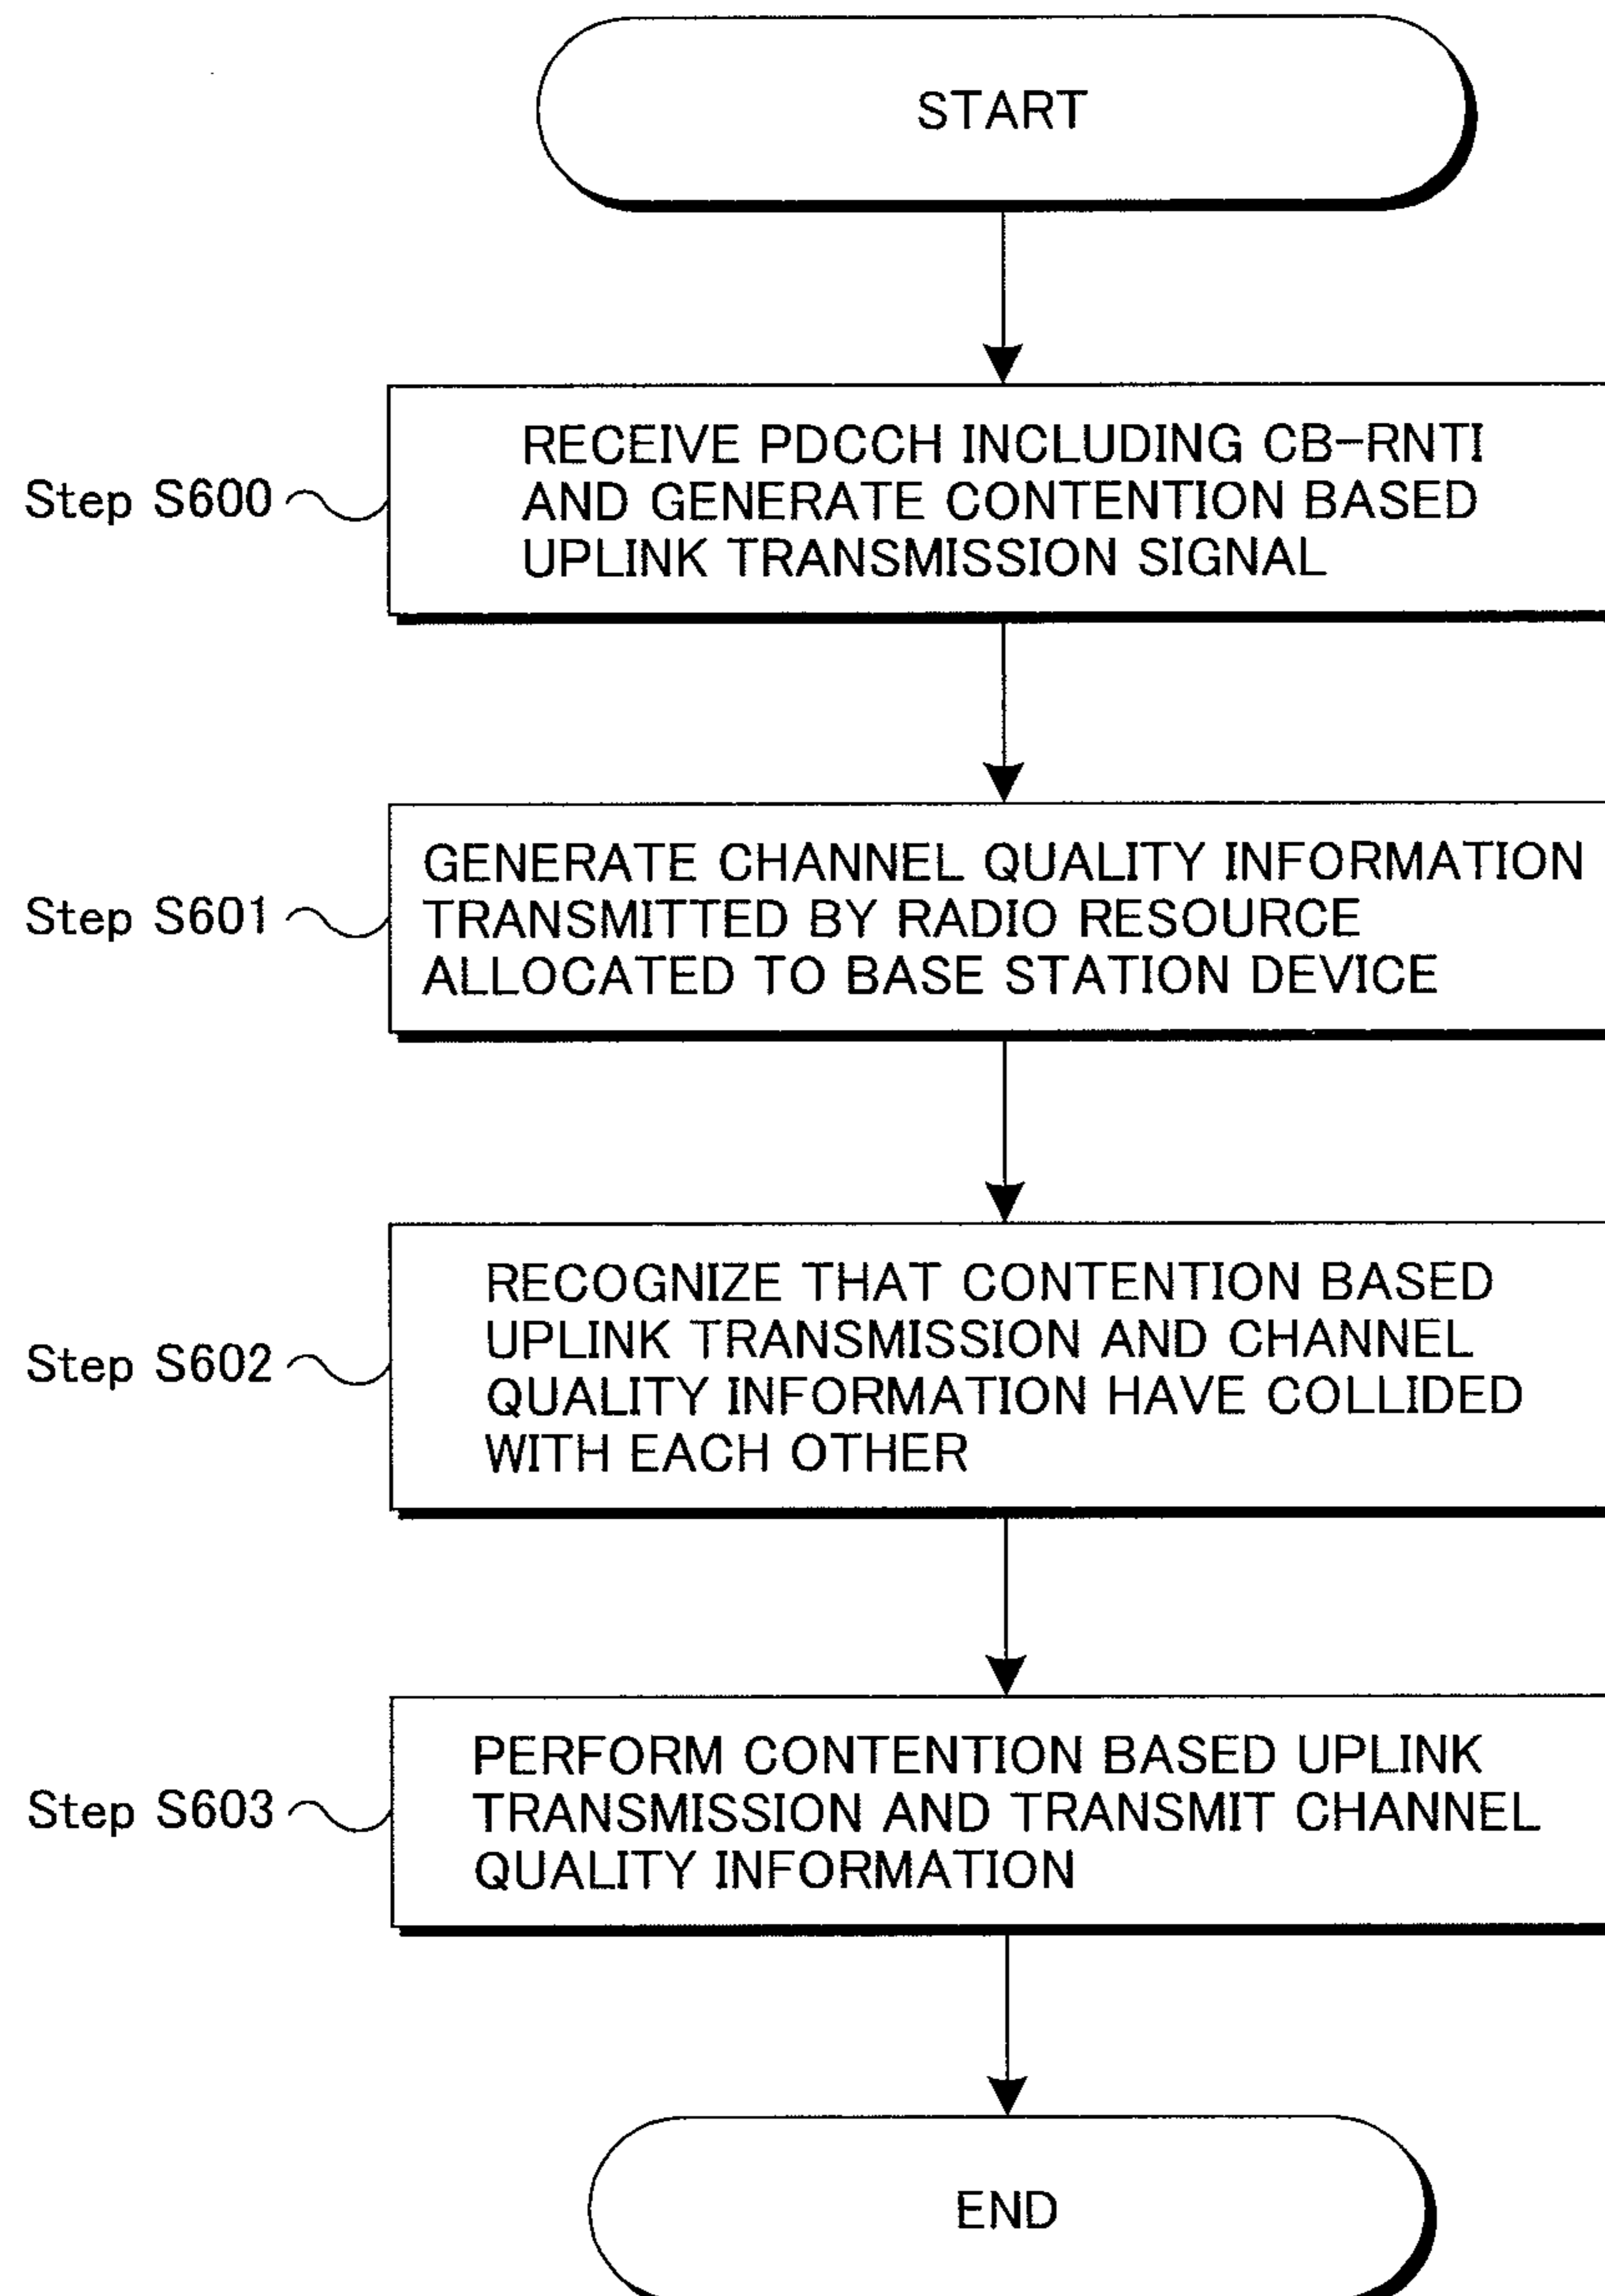 START
RECEIVE PDCCH INCLUDING CB-RNTI
AND GENERATE CONTENTION BASED
UPLINK TRANSMISSION SIGNAL
Step S600
GENERATE CHANNEL QUALITY INFORMATION
TRANSMITTED BY RADIO RESOURCE
ALLOCATED TO BASE STATION DEVICE
Step S601
RECOGNIZE THAT CONTENTION BASED
UPLINK TRANSMISSION AND CHANNEL
QUALITY INFORMATION HAVE COLLIDED
WITH EACH OTHER
Step S602
PERFORM CONTENTION BASED UPLINK
TRANSMISSION AND TRANSMIT CHANNEL
QUALITY INFORMATION
Step S603
END